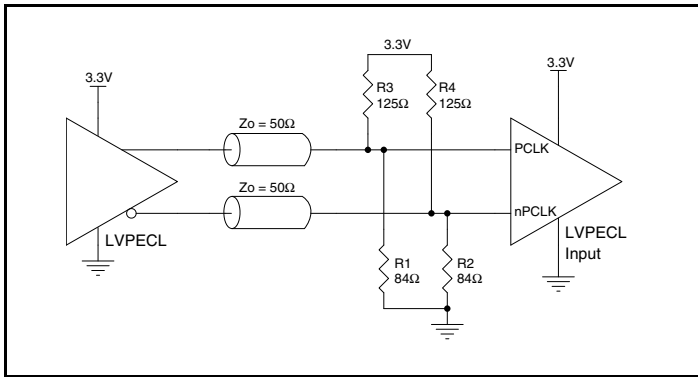 3.3V
3.3V
3.3V
R3
125Ω
R4
125Ω
Zo = 50Ω
PCLK
Zo = 50Ω
nPCLK
LVPECL
LVPECL
Input
R1
84Ω
R2
84Ω